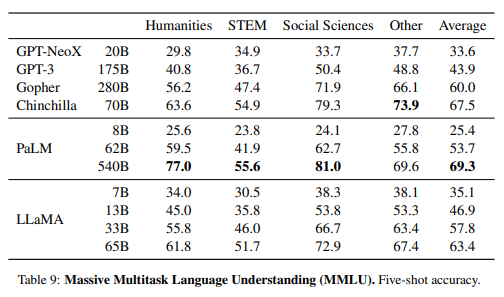 Humanities STEM Social Sciences Other Average
GPT-NeoX 20B 29.8 34.9 33.7 37.7 33.6
GPT-3 175B 40.8 36.7 50.4 48.8 43.9
Gopher 280B 56.2 47.4 71.9 66.1 60.0
Chinchilla 70B 63.6 54.9 79.3 73.9 67.5
8B 25.6 23.8 24.1 27.8 25.4
PaLM 62B 59.5 41.9 62.7 55.8 53.7
540B 77.0 55.6 81.0 69.6 69.3
7B 34.0 30.5 38.3 38.1 35.1
LLaMA 13B 45.0 35.8 53.8 53.3 46.9
33B 55.8 46.0 66.7 63.4 57.8
65B 61.8 51.7 72.9 67.4 63.4
Table 9: Massive Multitask Language Understanding (MMLU). Five-shot accuracy.